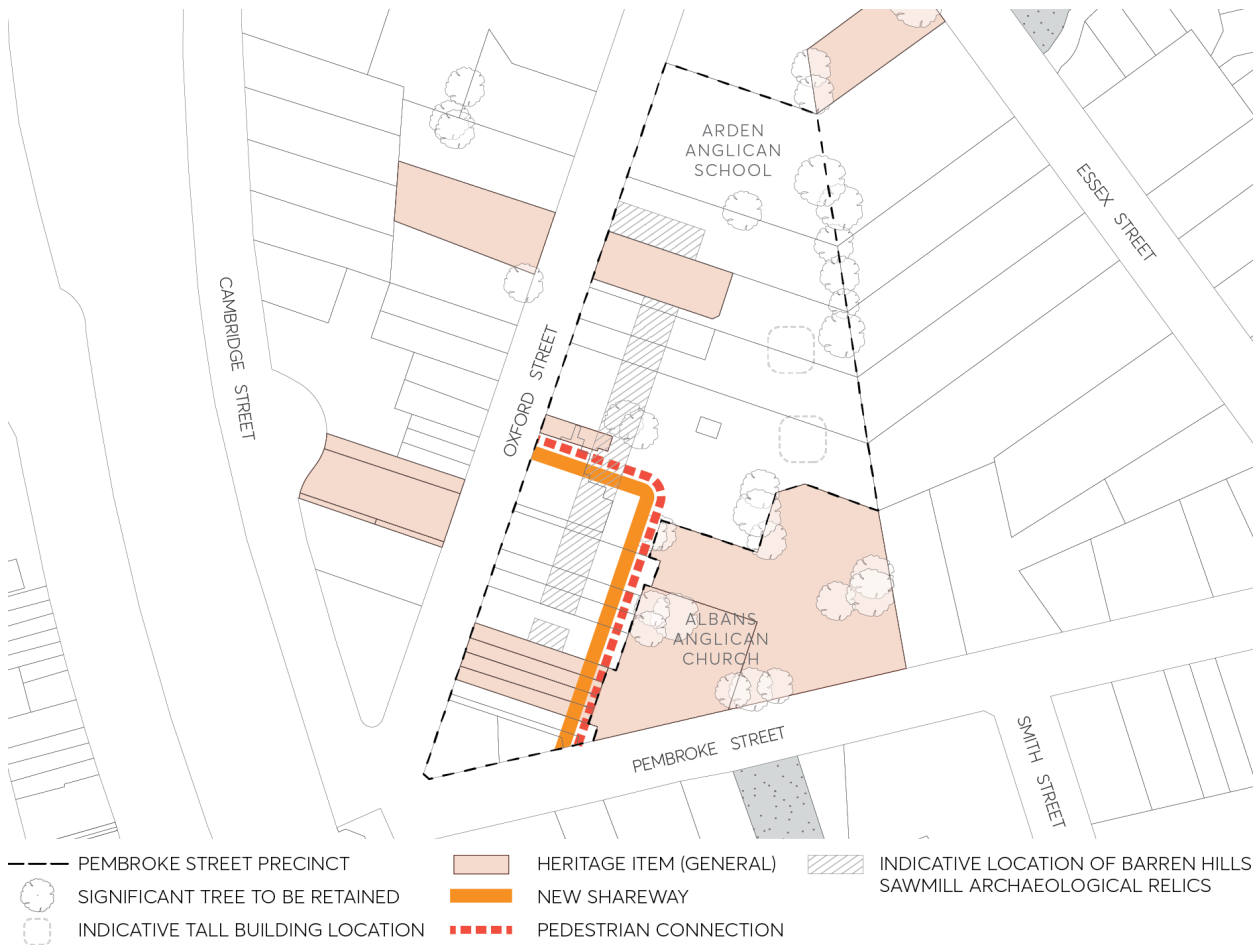 ARDEN
ANGLICAN
SCHOOL
ESSEX STREET
CAMBRIDGE STREET
OXFORD STREET
ALBANS
ANGLICAN
CHURCH
PEMBROKE STREET
SMITH STREET
PEMBROKE STREET PRECINCT
SIGNIFICANT TREE TO BE RETAINED
INDICATIVE TALL BUILDING LOCATION
HERITAGE ITEM (GENERAL)
NEW SHAREWAY
PEDESTRIAN CONNECTION
INDICATIVE LOCATION OF BARREN HILLS
SAWMILL ARCHAEOLOGICAL RELICS